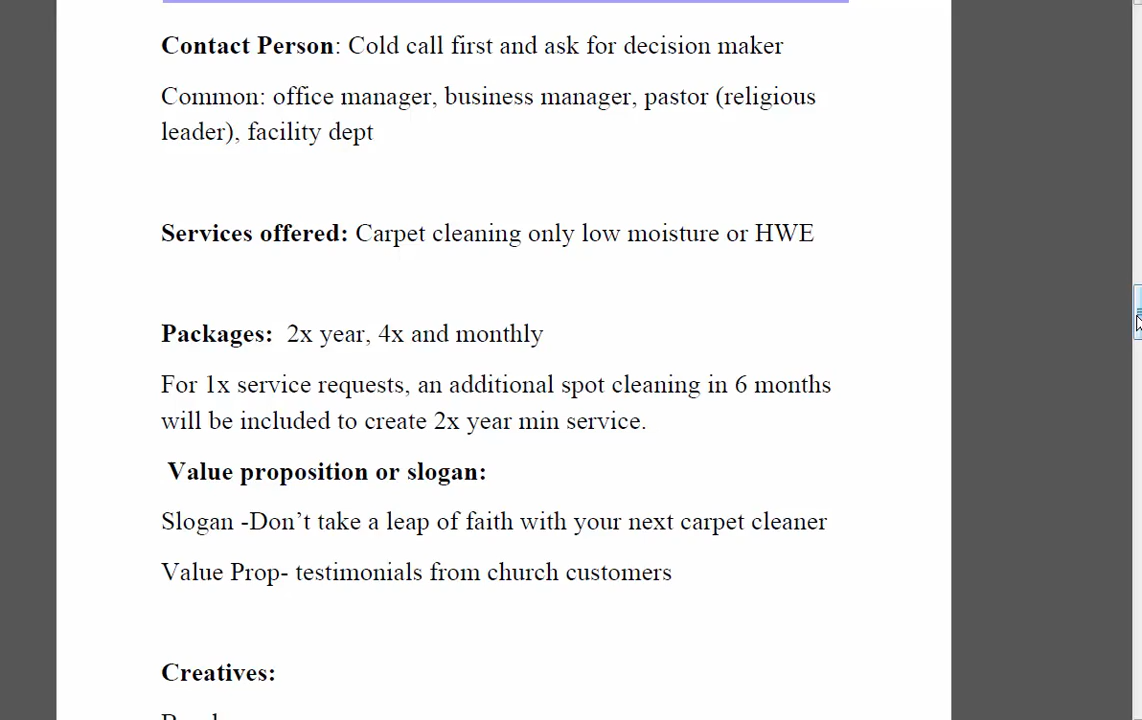 Contact Person: Cold call first and ask for decision maker
Common: office manager, business manager, pastor (religious
leader), facility dept
Services offered: Carpet cleaning only low moisture or HWE
Packages:  2x year, 4x and monthly
For 1x service requests, an additional spot cleaning in 6 months
will be included to create 2x year min service.
Value proposition or slogan:
Slogan -Don’t take a leap of faith with your next carpet cleaner
Value Prop- testimonials from church customers
Creatives: